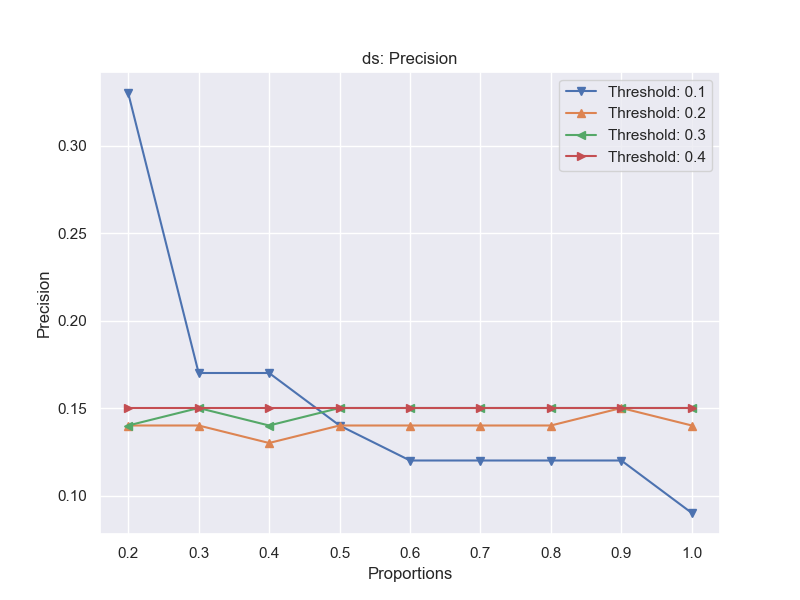 ds: Precision
Threshold: 0.1
Threshold: 0.2
Threshold: 0.3
Threshold: 0.4
Precision
0.30
0.25
0.20
0.15
0.10
0.2 0.3 0.4 0.5 0.6 0.7 0.8 0.9 1.0
Proportions